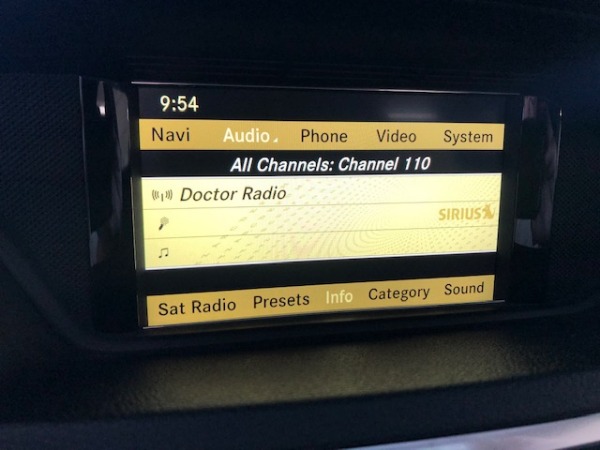 9:54
Navi Audio Phone Video System
All Channels: Channel 110
Doctor Radio
SIRIUS
Sat Radio Presets Info Category Sound